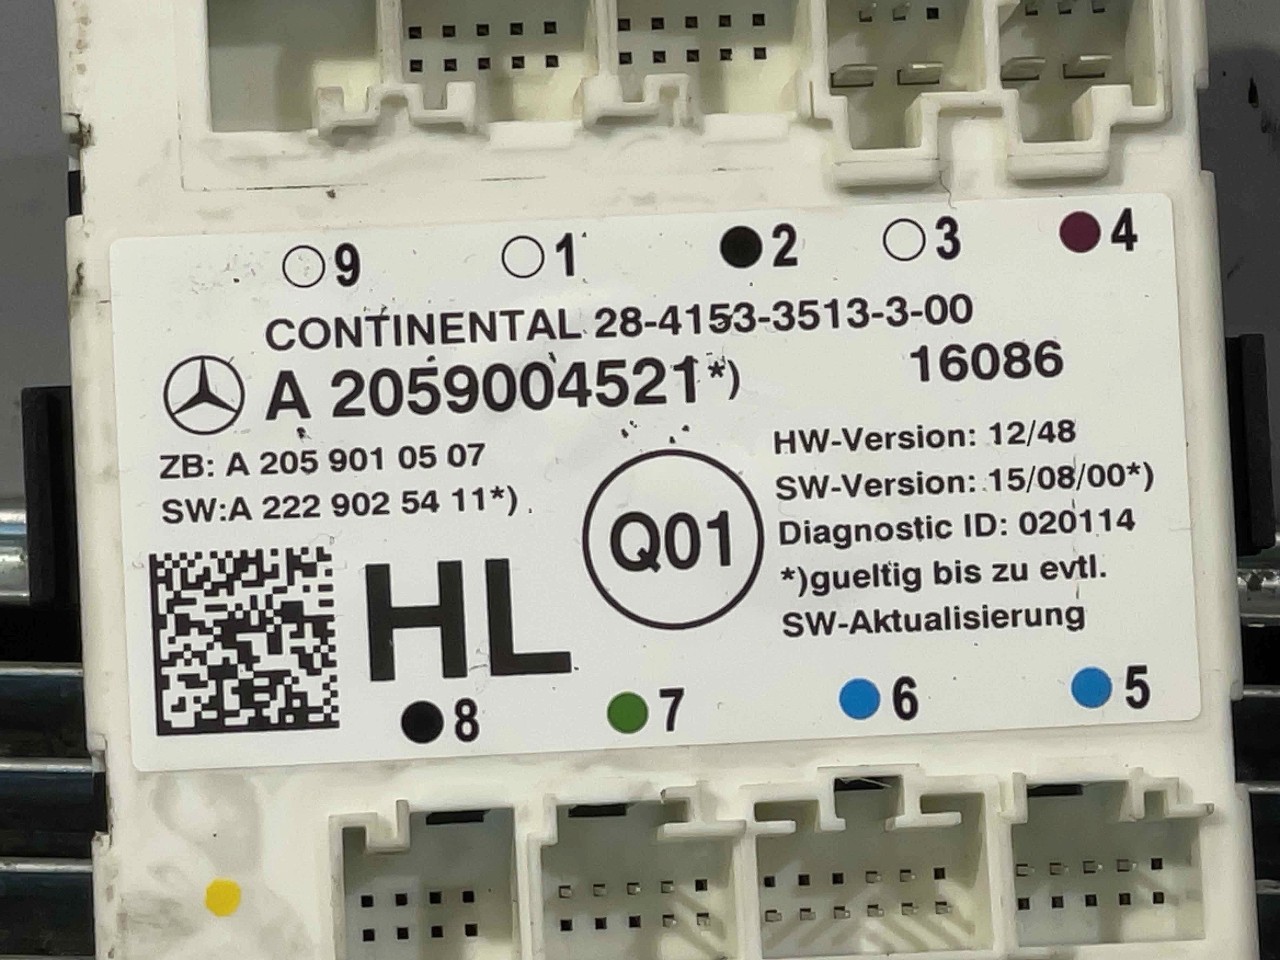 9 1 2 3 4
CONTINENTAL 28-4153-3513-3-00
A 2059004521*) 16086
ZB: A 205 901 05 07
SW:A 222 902 54 11*)
HL
Q01
HW-Version: 12/48
SW-Version: 15/08/00*)
Diagnostic ID: 020114
*)gueltig bis zu evtl.
SW-Aktualisierung
8 7 6 5